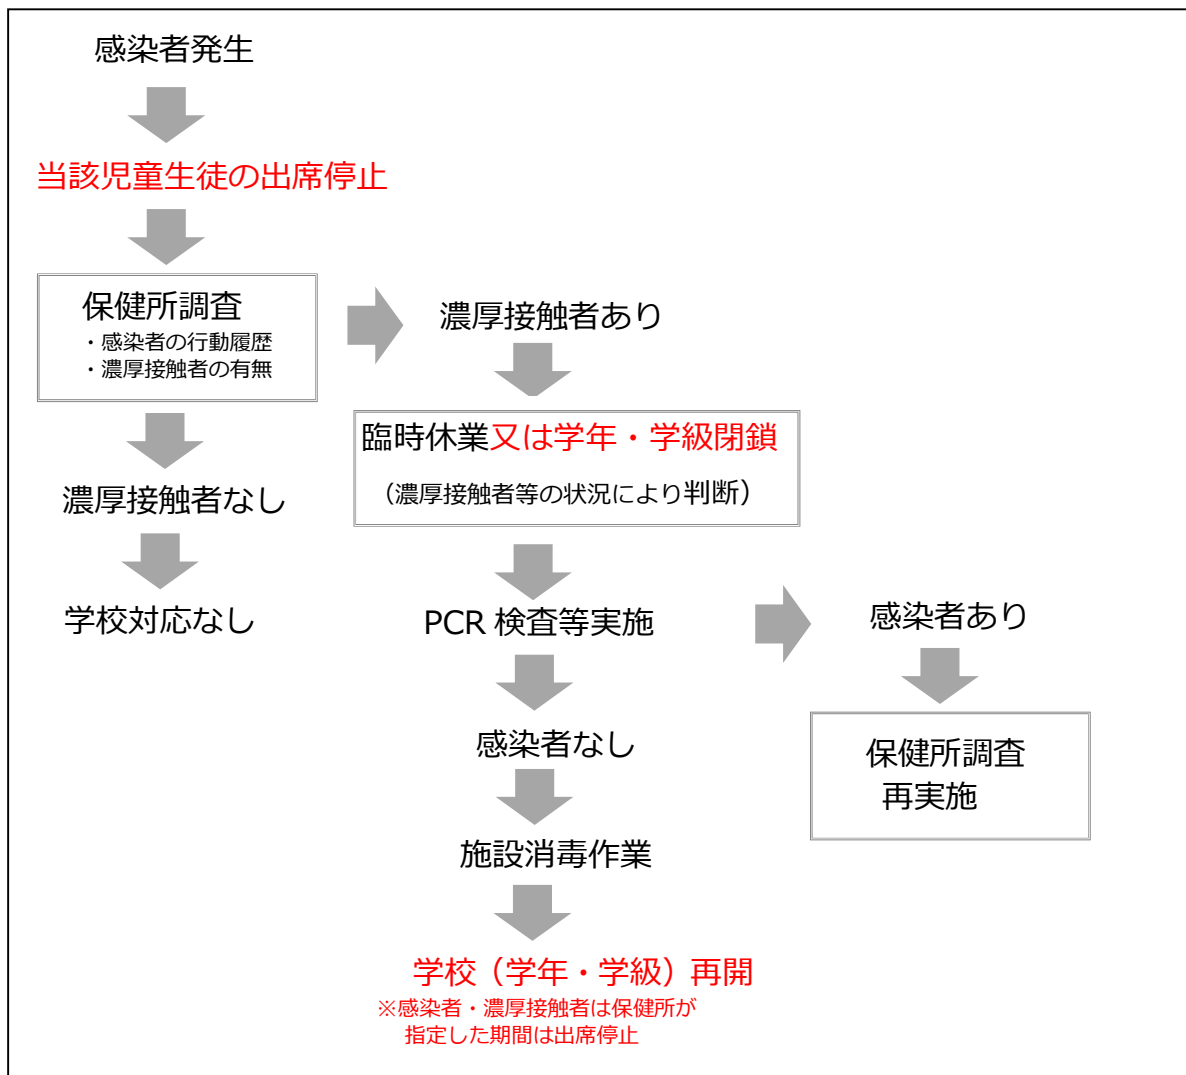 感染者発生
当該児童生徒の出席停止
保健所調査
・感染者の行動履歴
・濃厚接触者の有無
濃厚接触者なし
学校対応なし
濃厚接触者あり
臨時休業又は学年・学級閉鎖
（濃厚接触者等の状況により判断）
PCR 検査等実施
感染者なし
施設消毒作業
学校（学年・学級）再開
※感染者・濃厚接触者は保健所が
指定した期間は出席停止
感染者あり
保健所調査
再実施